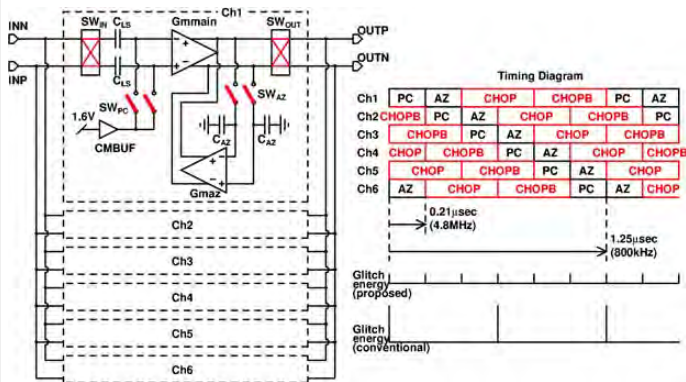 Ch1
INN
INP
SWIN
CLS
Gmmain
SWOUT
OUTP
OUTN
CLS
SWPC
SWAZ
1.6V
CMBUF
CAZ
CAZ
Gmaz
Ch2
Ch3
Ch4
Ch5
Ch6
Timing Diagram
Ch1 PC AZ CHOP CHOPB PC AZ
Ch2 CHOPB PC AZ CHOP CHOPB PC
Ch3 CHOPB PC AZ CHOP CHOPB
Ch4 CHOP CHOPB PC AZ CHOP CHOPB
Ch5 CHOP CHOPB PC AZ CHOP
Ch6 AZ CHOP CHOPB PC AZ CHOP
0.21μsec
(4.8MHz)
1.25μsec
(800kHz)
Glitch
energy
(proposed)
Glitch
energy
(conventional)